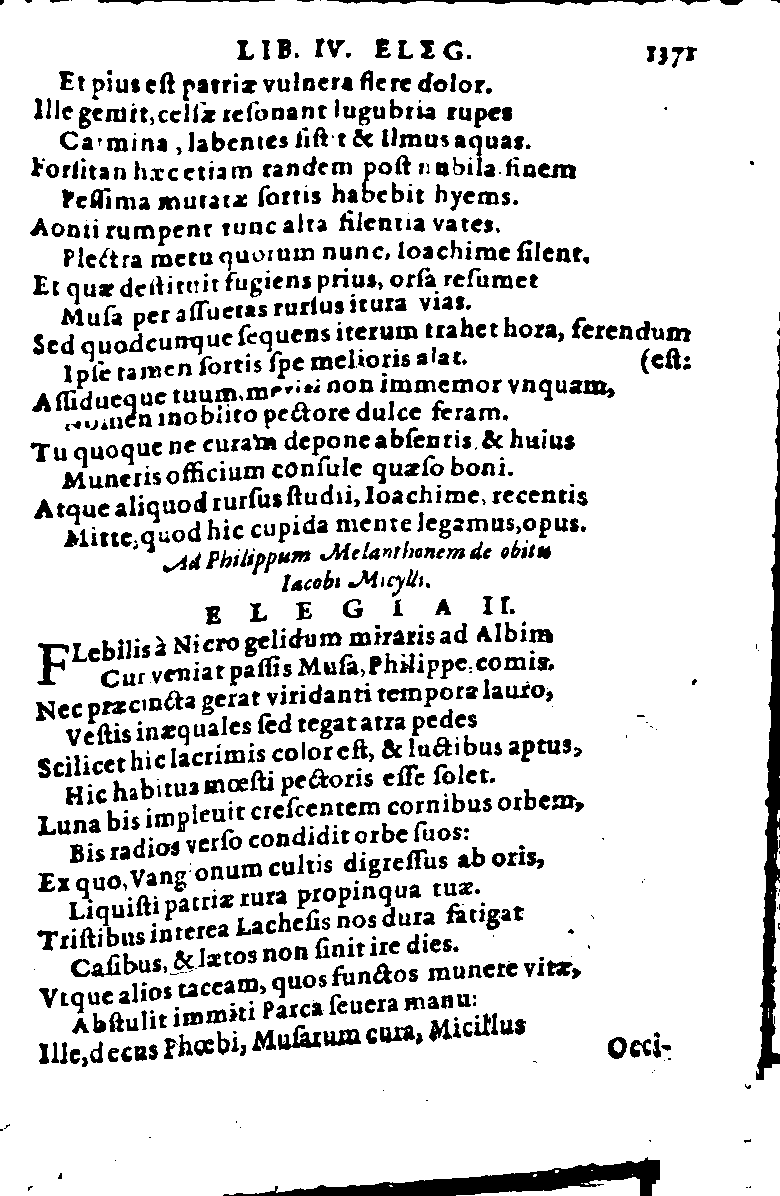 LIB. IV. ELEG. 1371
Et pius eſt patriæ vulnera flere dolor.
Ille gemit, celſæ reſonant lugubria rupes
Carmina, labentes ſiſtit & Ilmus aquas.
Forſitan hæc etiam tandem poſt nubila finem
Peſſima mutatæ ſortis habebit hyems.
Aonii rumpent tunc alta ſilentia vates,
Plectra metu quorum nunc, Ioachime ſilent.
Et quæ deſtituit fugiens prius, orſa reſumet
Muſa per aſſuetas rurſus itura vias.
Sed quodcunque ſequens iterum trahet hora, ferendum
Ipſe tamen ſortis ſpe melioris alat. (eſt:
Aſſidueque tuum, meriti non immemor vnquam,
Nomen inoblito pectore dulce feram.
Tu quoque ne curam depone abſentis, & huius
Muneris officium conſule quæſo boni.
Atque aliquod rurſus ſtudii, Ioachime, recentis
Mitte, quod hic cupida mente legamus, opus.
Ad Philippum Melanthonem de obitu
Iacobi Micylli.
ELEGIA II.
FLebilis à Nicro gelidum miraris ad Albim
Cur veniat paſſis Muſa, Philippe, comis.
Nec præcincta gerat viridanti tempora lauro,
Veſtis inæquales ſed tegat atra pedes
Scilicet hic lacrimis color eſt, & luctibus aptus,
Hic habitus mœſti pectoris eſſe ſolet.
Luna bis impleuit creſcentem cornibus orbem,
Bis radios verſo condidit orbe ſuos:
Ex quo, Vangionum cultis digreſſus ab oris,
Liquiſti patriæ rura propinqua tuæ.
Triſtibus interea Lacheſis nos dura fatigat
Caſibus, & lætos non ſinit ire dies.
Vtque alios taceam, quos functos munere vitæ,
Abſtulit immiti Parca ſeuera manu:
Ille, decus Phœbi, Muſarum cura, Micillus
Occi-